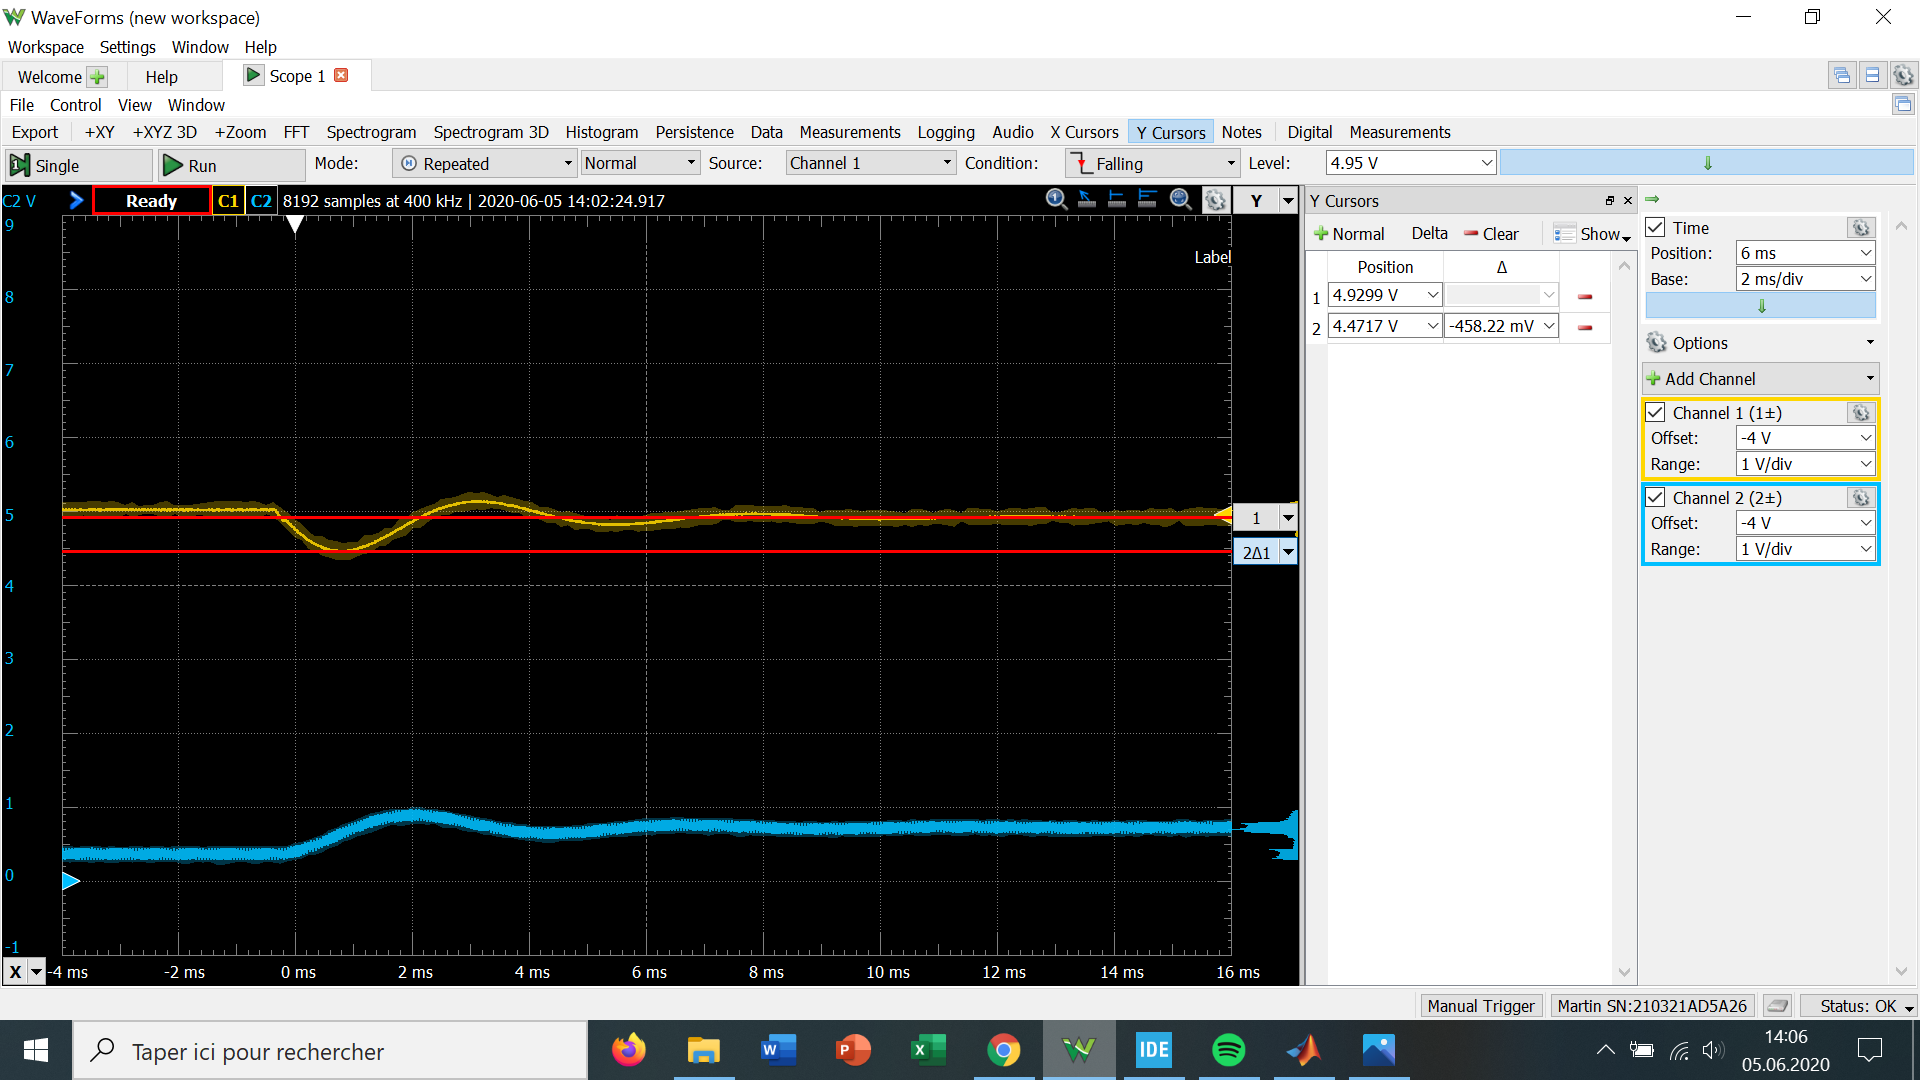 WaveForms (new workspace)
Workspace Settings Window Help
Welcome Help Scope 1
File Control View Window
Export +XY +XYZ 3D +Zoom FFT Spectrogram Spectrogram 3D Histogram Persistence Data Measurements Logging Audio X Cursors Y Cursors Notes Digital Measurements
Single Run Mode: Repeated Normal Source: Channel 1 Condition: Falling Level: 4.95 V
C2 V Ready C1 C2 8192 samples at 400 kHz | 2020-06-05 14:02:24.917 Y
Label
9
8
7
6
5
4
3
2
1
0
-1
1
2Δ1
X -4 ms -2 ms 0 ms 2 ms 4 ms 6 ms 8 ms 10 ms 12 ms 14 ms 16 ms
Y Cursors
Normal Delta Clear Show
Position Δ
1 4.9299 V
2 4.4717 V -458.22 mV
Time
Position: 6 ms
Base: 2 ms/div
Options
Add Channel
Channel 1 (1±)
Offset: -4 V
Range: 1 V/div
Channel 2 (2±)
Offset: -4 V
Range: 1 V/div
Manual Trigger Martin SN:210321AD5A26 Status: OK
Taper ici pour rechercher IDE 14:06
05.06.2020